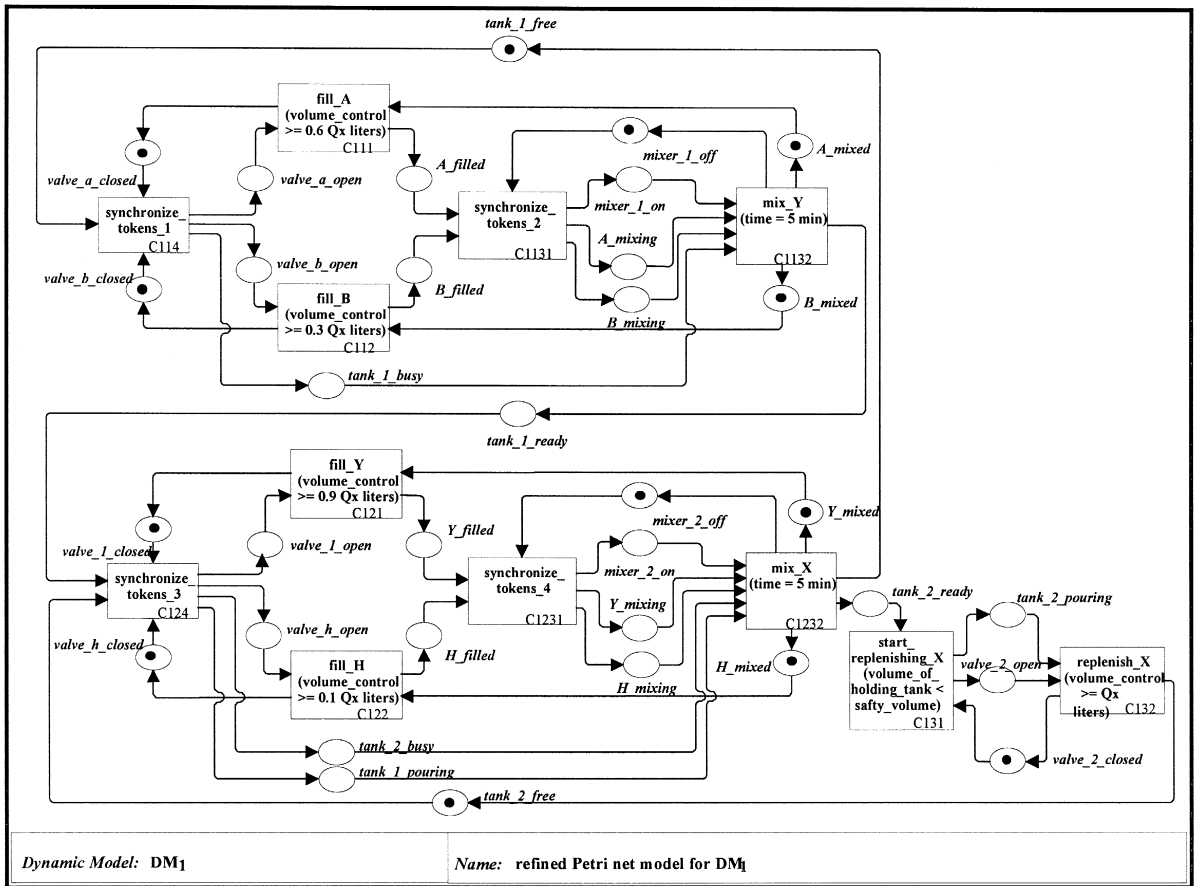 tank_1_free
fill_A
(volume_control
>= 0.6 Qx liters)
C111
valve_a_closed
valve_a_open
A_filled
mixer_1_off
A_mixed
synchronize_
tokens_1
C114
synchronize_
tokens_2
C1131
mixer_1_on
mix_Y
(time = 5 min)
C1132
A_mixing
valve_b_closed
valve_b_open
B_filled
B_mixing
B_mixed
fill_B
(volume_control
>= 0.3 Qx liters)
C112
tank_1_busy
tank_1_ready
fill_Y
(volume_control
>= 0.9 Qx liters)
C121
valve_1_closed
valve_1_open
Y_filled
mixer_2_off
Y_mixed
synchronize_
tokens_3
C124
synchronize_
tokens_4
C1231
mixer_2_on
mix_X
(time = 5 min)
C1232
Y_mixing
tank_2_ready
tank_2_pouring
valve_h_closed
valve_h_open
H_filled
H_mixing
H_mixed
start_
replenishing_X
(volume_of_
holding_tank <
safty_volume)
C131
valve_2_open
replenish_X
(volume_control
>= Qx
liters)
C132
fill_H
(volume_control
>= 0.1 Qx liters)
C122
tank_2_busy
tank_1_pouring
valve_2_closed
tank_2_free
Dynamic Model: DM1
Name: refined Petri net model for DM1